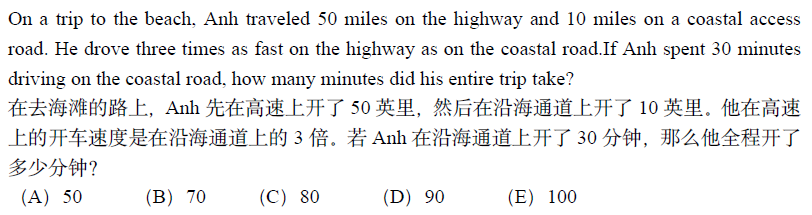 On a trip to the beach, Anh traveled 50 miles on the highway and 10 miles on a coastal access
road. He drove three times as fast on the highway as on the coastal road.If Anh spent 30 minutes
driving on the coastal road, how many minutes did his entire trip take?
在去海滩的路上，Anh 先在高速上开了 50 英里，然后在沿海通道上开了 10 英里。他在高速
上的开车速度是在沿海通道上的 3 倍。若 Anh 在沿海通道上开了 30 分钟，那么他全程开了
多少分钟？
（A）50 （B）70 （C）80 （D）90 （E）100